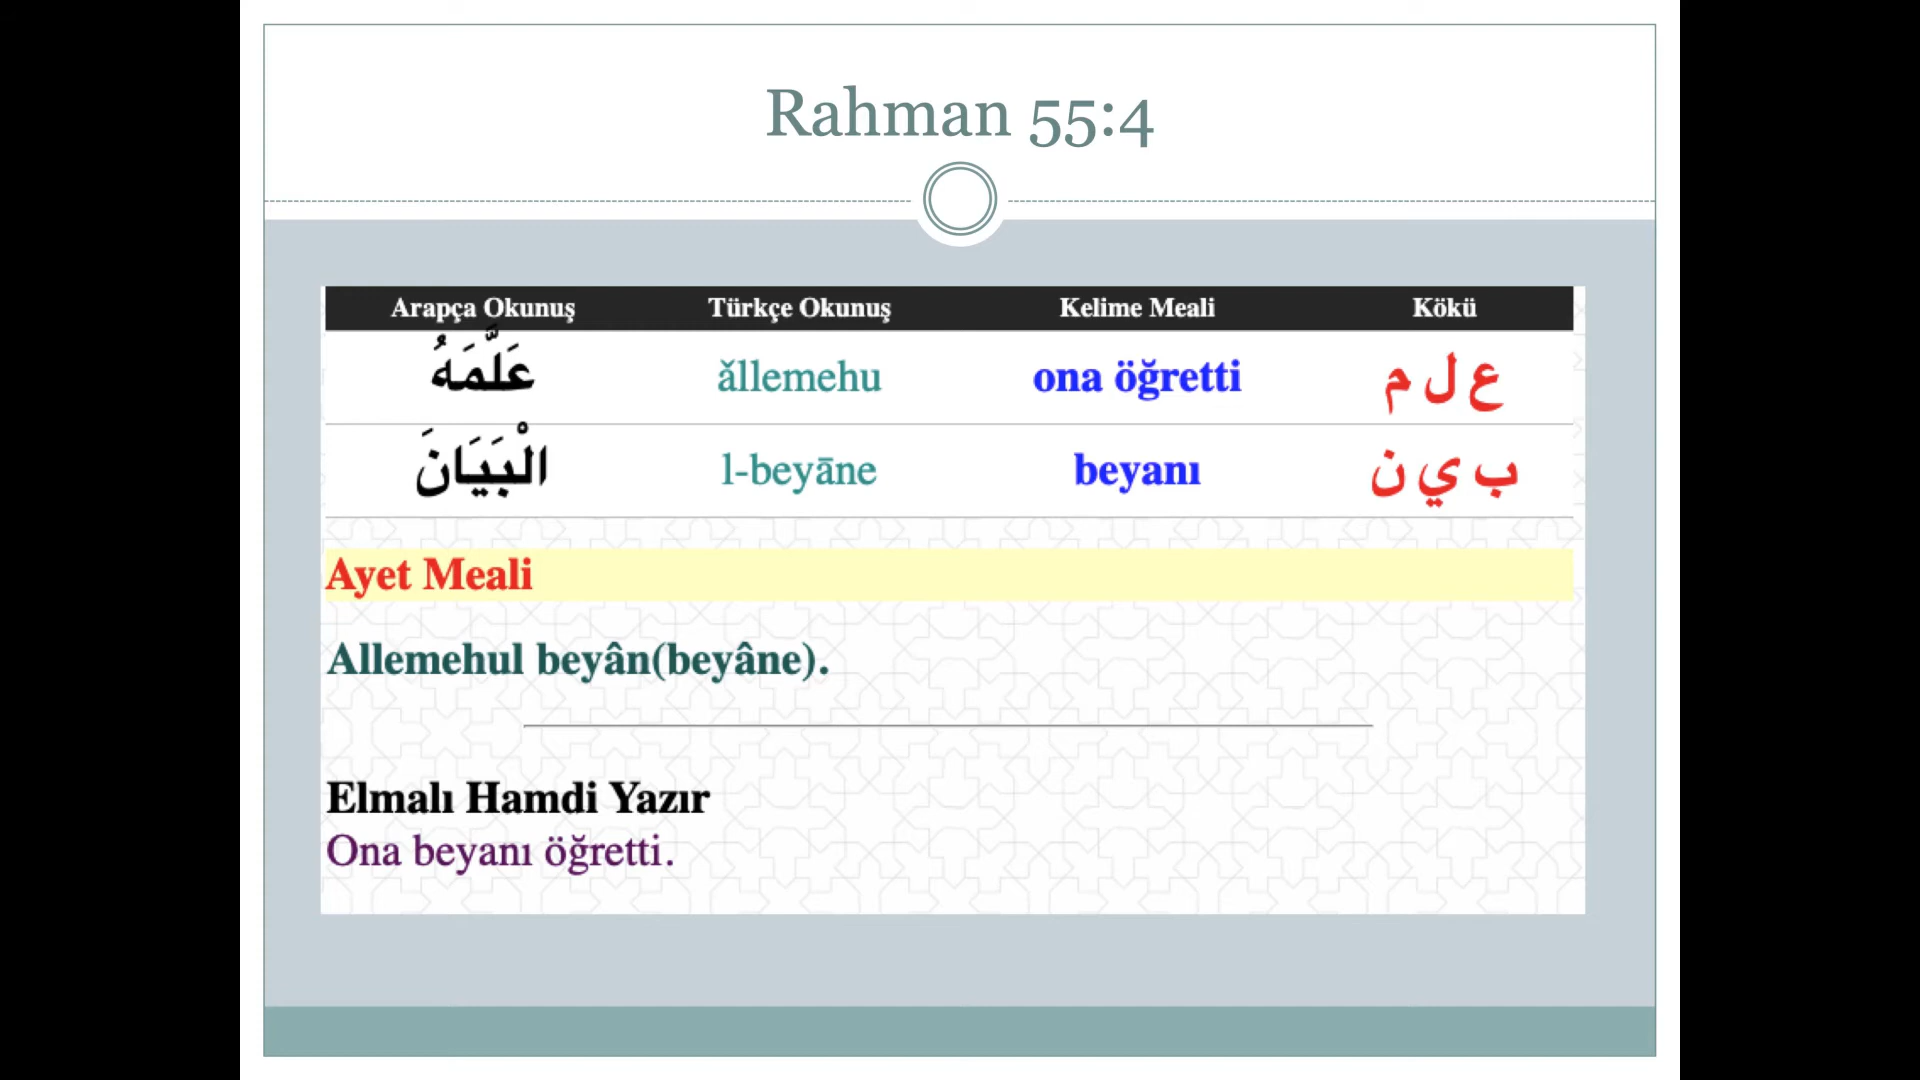 Rahman 55:4
Arapça Okunuş Türkçe Okunuş Kelime Meali Kökü
عَلَّمَهُ ǎllemehu ona öğretti ع ل م
الْبَيَانَ l-beyāne beyanı ب ي ن
Ayet Meali
Allemehul beyân(beyâne).
Elmalı Hamdi Yazır
Ona beyanı öğretti.